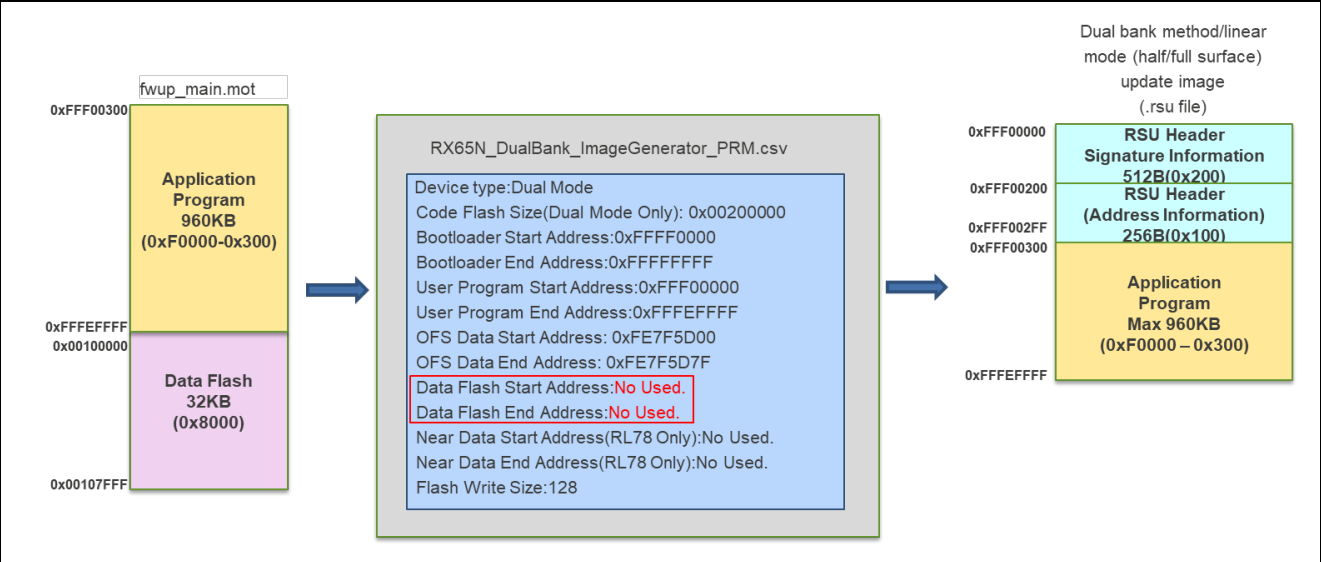 fwup_main.mot
0xFFF00300
Application
Program
960KB
(0xF0000-0x300)
0xFFFEFFFF
0x00100000
Data Flash
32KB
(0x8000)
0x00107FFF
RX65N_DualBank_ImageGenerator_PRM.csv
Device type:Dual Mode
Code Flash Size(Dual Mode Only): 0x00200000
Bootloader Start Address:0xFFFF0000
Bootloader End Address:0xFFFFFFFF
User Program Start Address:0xFFF00000
User Program End Address:0xFFFEFFFF
OFS Data Start Address: 0xFE7F5D00
OFS Data End Address: 0xFE7F5D7F
Data Flash Start Address:No Used.
Data Flash End Address:No Used.
Near Data Start Address(RL78 Only):No Used.
Near Data End Address(RL78 Only):No Used.
Flash Write Size:128
Dual bank method/linear
mode (half/full surface)
update image
(.rsu file)
0xFFF00000
RSU Header
Signature Information
512B(0x200)
0xFFF00200
RSU Header
(Address Information)
256B(0x100)
0xFFF002FF
0xFFF00300
Application
Program
Max 960KB
(0xF0000 – 0x300)
0xFFFEFFFF